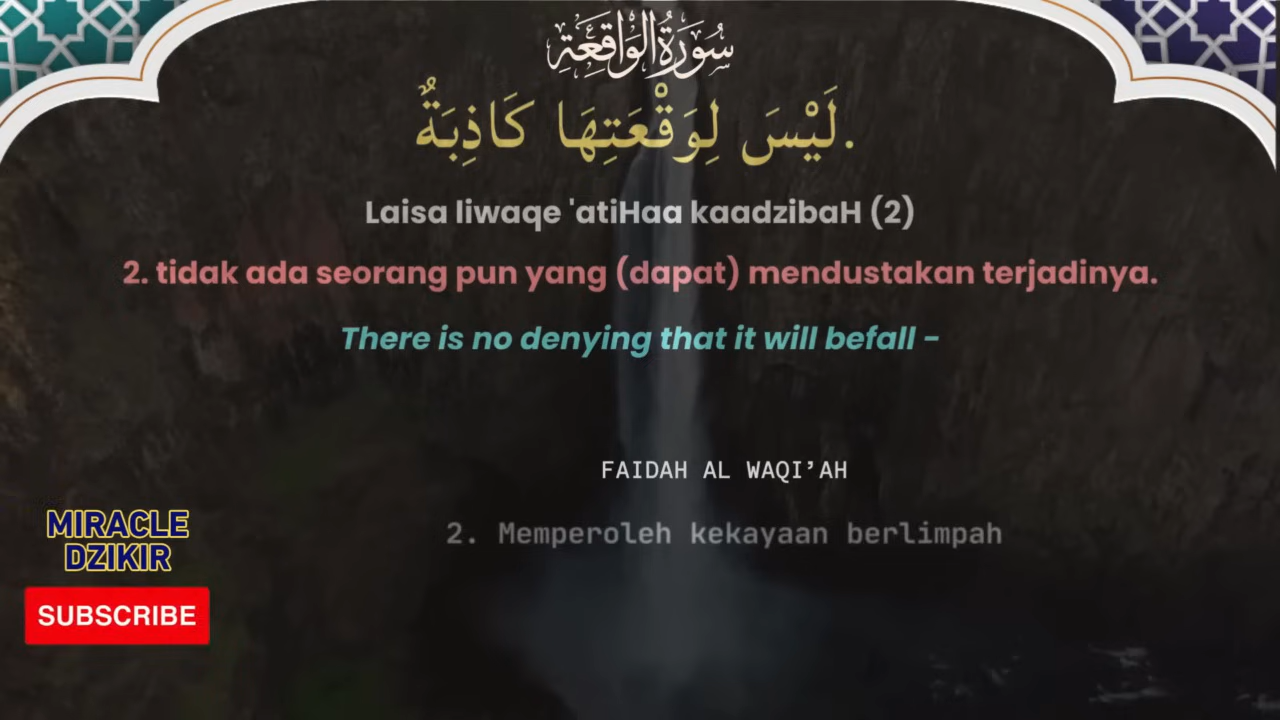 سُورَةُ الْوَاقِعَةِ
لَيْسَ لِوَقْعَتِهَا كَاذِبَةٌ.
Laisa liwaqe 'atiHaa kaadzibaH (2)
2. tidak ada seorang pun yang (dapat) mendustakan terjadinya.
There is no denying that it will befall -
FAIDAH AL WAQI’AH
2. Memperoleh kekayaan berlimpah
MIRACLE
DZIKIR
SUBSCRIBE